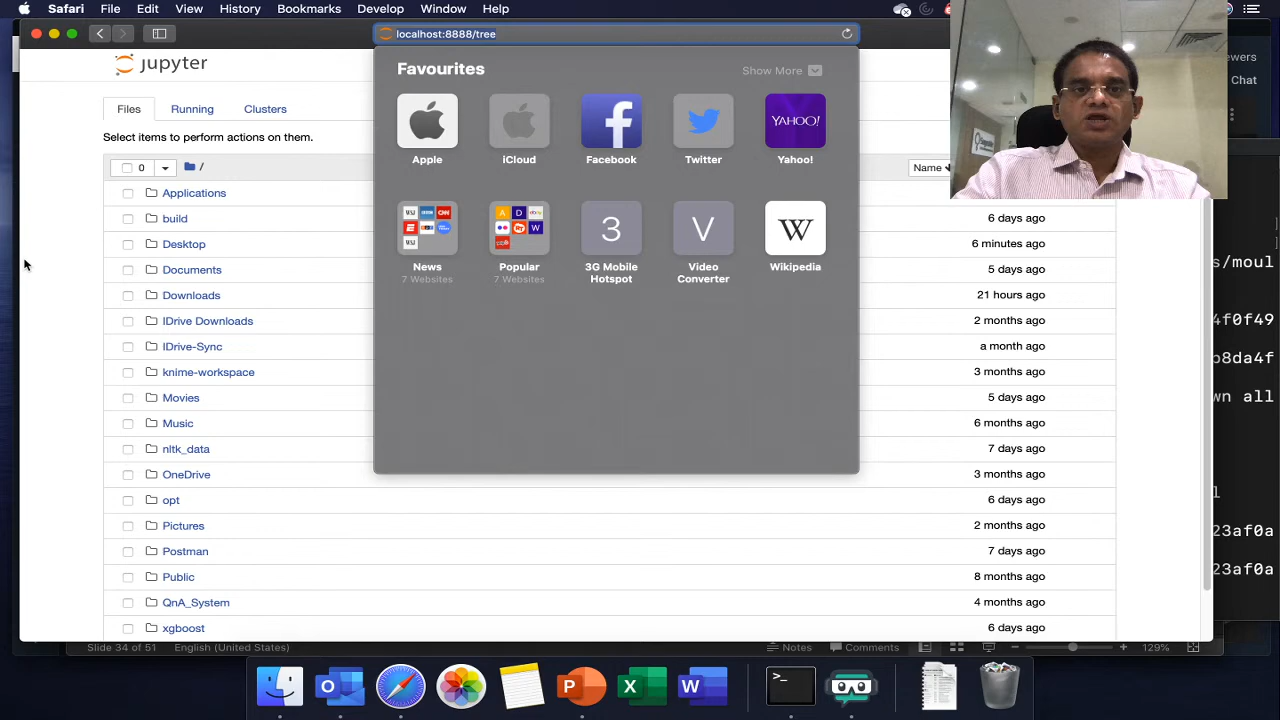 Safari File Edit View History Bookmarks Develop Window Help
localhost:8888/tree
jupyter
Favourites
Show More
Files Running Clusters
Select items to perform actions on them.
0 / Name
Apple iCloud Facebook Twitter YAHOO! Yahoo!
News 7 Websites
Popular 7 Websites
3 3G Mobile Hotspot
V Video Converter
W Wikipedia
Applications
build 6 days ago
Desktop 6 minutes ago
Documents 5 days ago
Downloads 21 hours ago
IDrive Downloads 2 months ago
IDrive-Sync a month ago
knime-workspace 3 months ago
Movies 5 days ago
Music 6 months ago
nltk_data 7 days ago
OneDrive 3 months ago
opt 6 days ago
Pictures 2 months ago
Postman 7 days ago
Public 8 months ago
QnA_System 4 months ago
xgboost 6 days ago
Chat
s/moul
4f0f49
b8da4f
wn all
l
23af0a
23af0a
Slide 34 of 51 English (United States) Notes Comments 129%